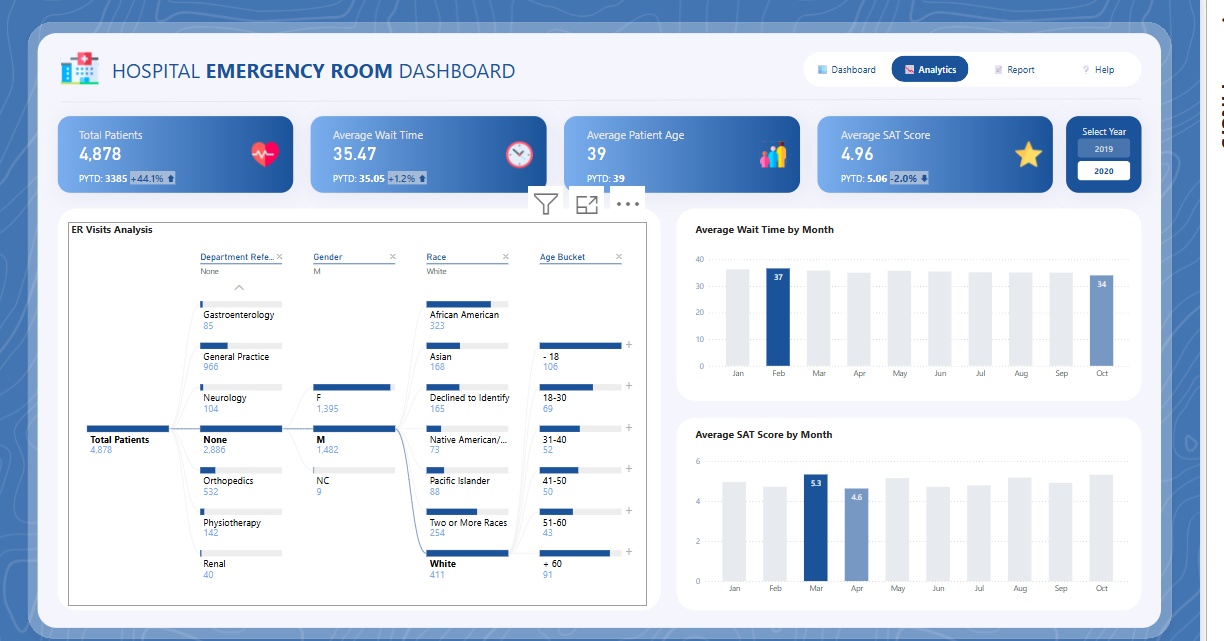 HOSPITAL EMERGENCY ROOM DASHBOARD
Dashboard
Analytics
Report
Help
Total Patients
4,878
PYTD: 3385 +44.1%
Average Wait Time
35.47
PYTD: 35.05 +1.2%
Average Patient Age
39
PYTD: 39
Average SAT Score
4.96
PYTD: 5.06 -2.0%
Select Year
2019
2020
ER Visits Analysis
Department Refe...
None
Gender
M
Race
White
Age Bucket
Total Patients
4,878
Gastroenterology
85
General Practice
966
Neurology
104
None
2,886
Orthopedics
532
Physiotherapy
142
Renal
40
F
1,395
M
1,482
NC
9
African American
323
Asian
168
Declined to Identify
165
Native American/...
73
Pacific Islander
88
Two or More Races
254
White
411
- 18
106
18-30
69
31-40
52
41-50
50
51-60
43
+ 60
91
Average Wait Time by Month
40
30
20
10
0
37
34
Jan Feb Mar Apr May Jun Jul Aug Sep Oct
Average SAT Score by Month
6
4
2
0
5.3
4.6
Jan Feb Mar Apr May Jun Jul Aug Sep Oct